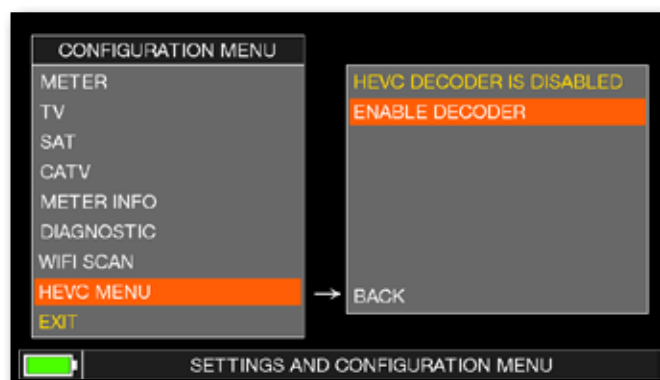 CONFIGURATION MENU
METER
TV
SAT
CATV
METER INFO
DIAGNOSTIC
WIFI SCAN
HEVC MENU
EXIT
HEVC DECODER IS DISABLED
ENABLE DECODER
BACK
SETTINGS AND CONFIGURATION MENU